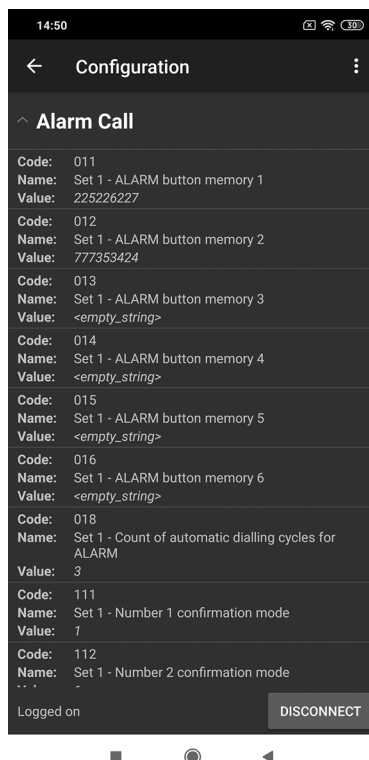 14:50
30
Configuration
Alarm Call
Code: 011
Name: Set 1 - ALARM button memory 1
Value: 225226227
Code: 012
Name: Set 1 - ALARM button memory 2
Value: 777353424
Code: 013
Name: Set 1 - ALARM button memory 3
Value: <empty_string>
Code: 014
Name: Set 1 - ALARM button memory 4
Value: <empty_string>
Code: 015
Name: Set 1 - ALARM button memory 5
Value: <empty_string>
Code: 016
Name: Set 1 - ALARM button memory 6
Value: <empty_string>
Code: 018
Name: Set 1 - Count of automatic dialling cycles for
ALARM
Value: 3
Code: 111
Name: Set 1 - Number 1 confirmation mode
Value: 1
Code: 112
Name: Set 1 - Number 2 confirmation mode
Logged on
DISCONNECT